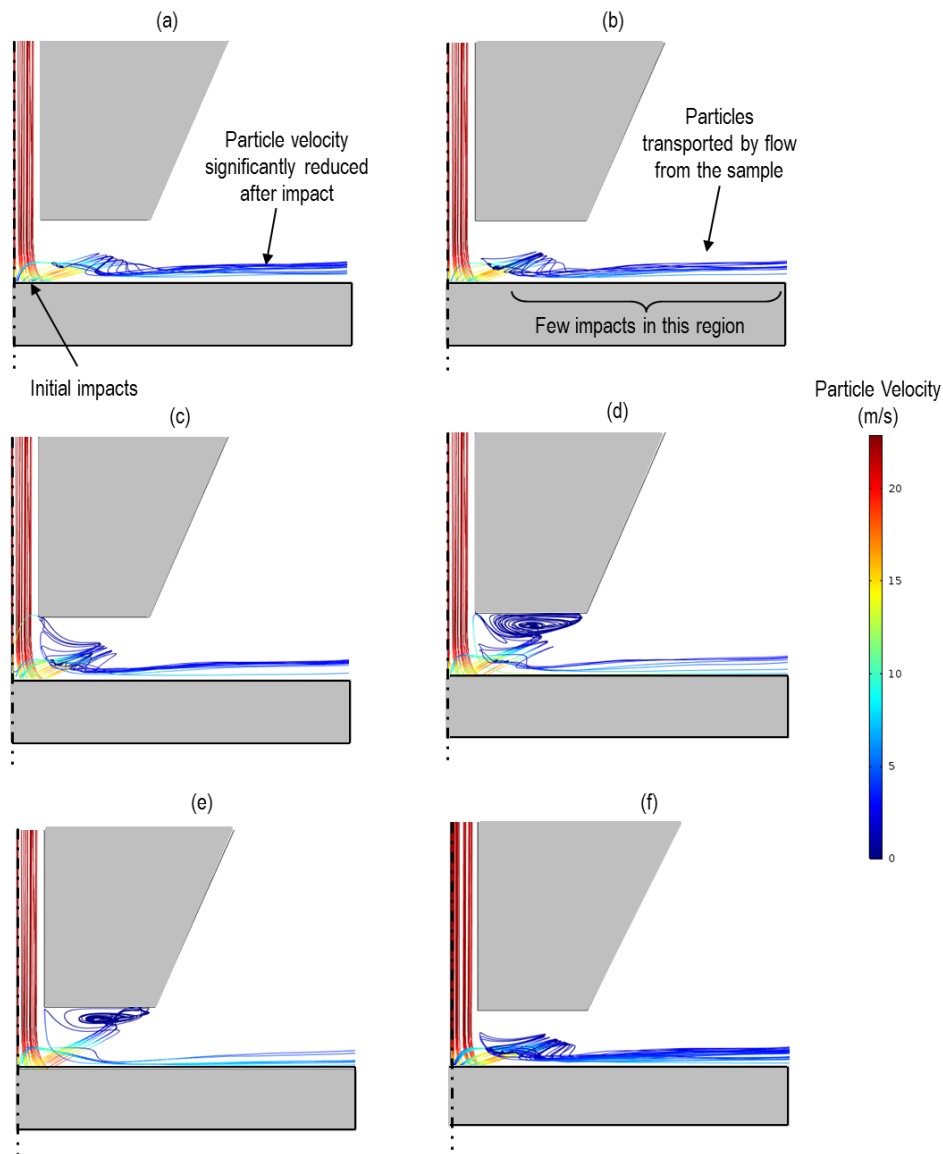 (a)
(b)
Particle velocity
significantly reduced
after impact
Particles
transported by flow
from the sample
Few impacts in this region
Initial impacts
(c)
(d)
Particle Velocity
(m/s)
20
15
10
5
0
(e)
(f)